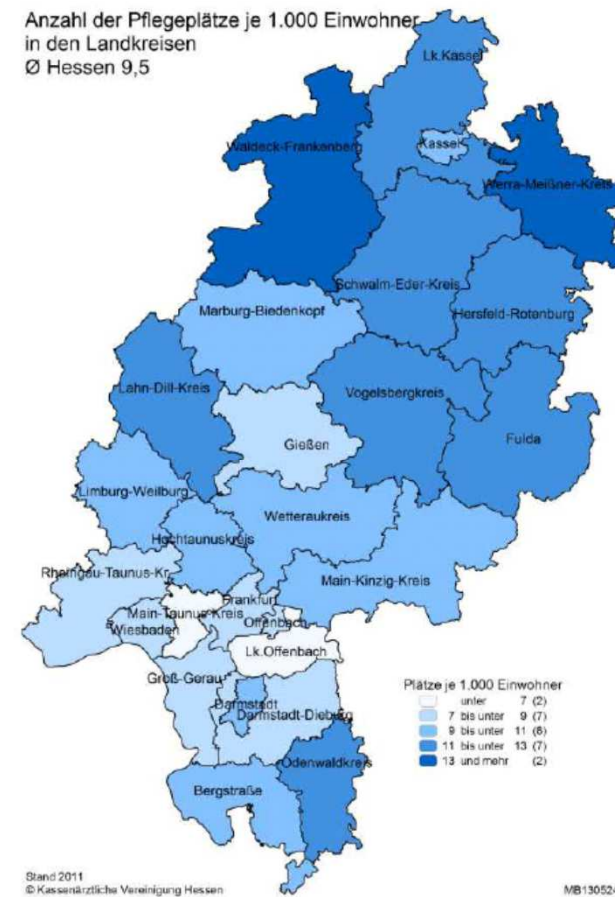 Anzahl der Pflegeplätze je 1.000 Einwohner
in den Landkreisen
Ø Hessen 9,5
Lk.Kassel
Waldeck-Frankenberg
Kassel
Werra-Meißner-Kreis
Schwalm-Eder-Kreis
Marburg-Biedenkopf
Hersfeld-Rotenburg
Lahn-Dill-Kreis
Vogelsbergkreis
Gießen
Fulda
Limburg-Weilburg
Wetteraukreis
Hochtaunuskreis
Rheingau-Taunus-Kr.
Main-Kinzig-Kreis
Frankfurt
Main-Taunus-Kreis
Offenbach
Wiesbaden
Lk.Offenbach
Groß-Gerau
Darmstadt
Darmstadt-Dieburg
Odenwaldkreis
Bergstraße
Plätze je 1.000 Einwohner
unter 7 (2)
7 bis unter 9 (7)
9 bis unter 11 (8)
11 bis unter 13 (7)
13 und mehr (2)
Stand 2011
© Kassenärztliche Vereinigung Hessen
MB130524